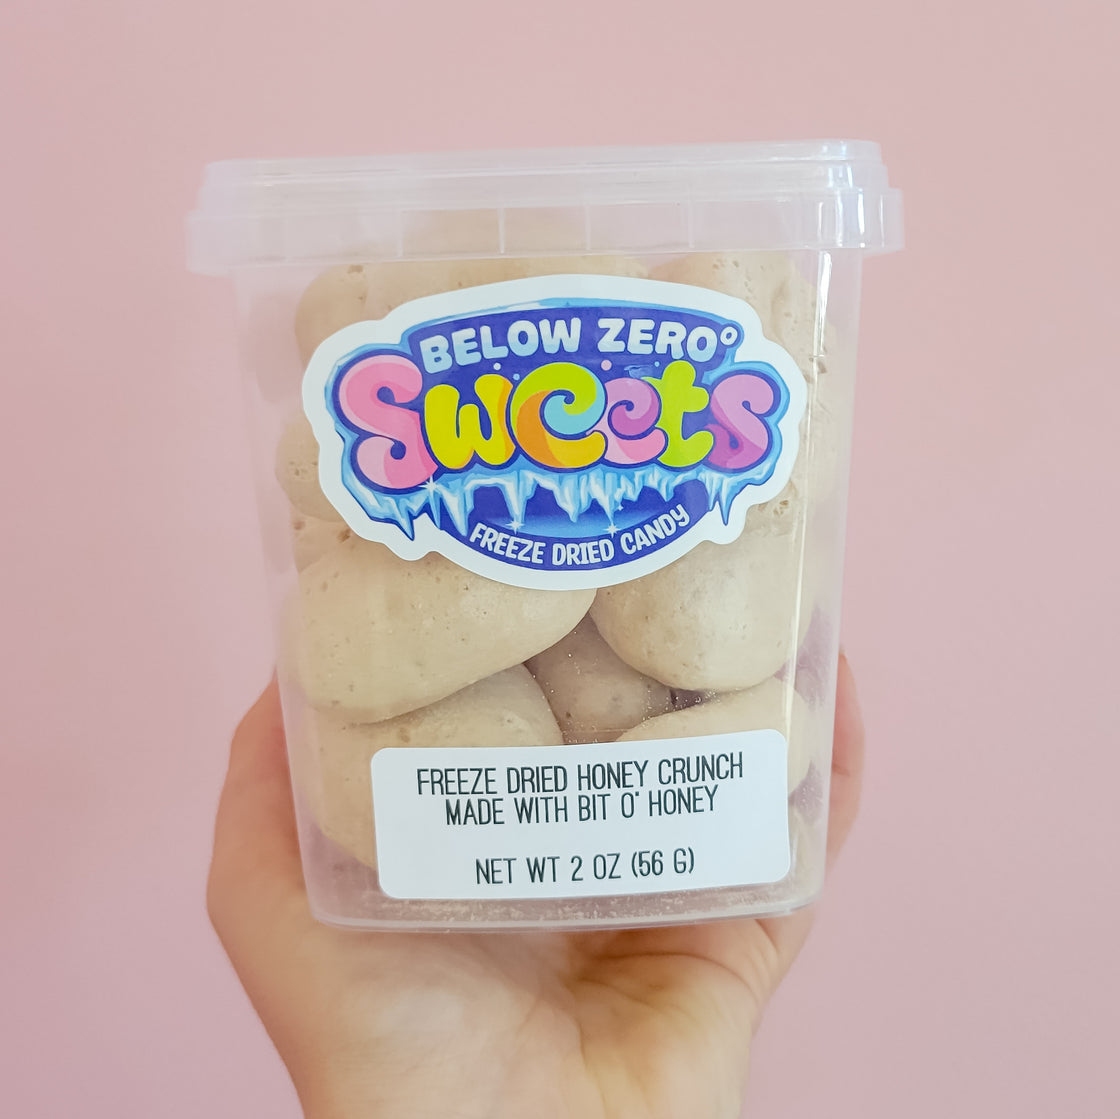 BELOW ZERO°
Sweets
FREEZE DRIED CANDY
FREEZE DRIED HONEY CRUNCH
MADE WITH BIT O' HONEY
NET WT 2 OZ (56 G)